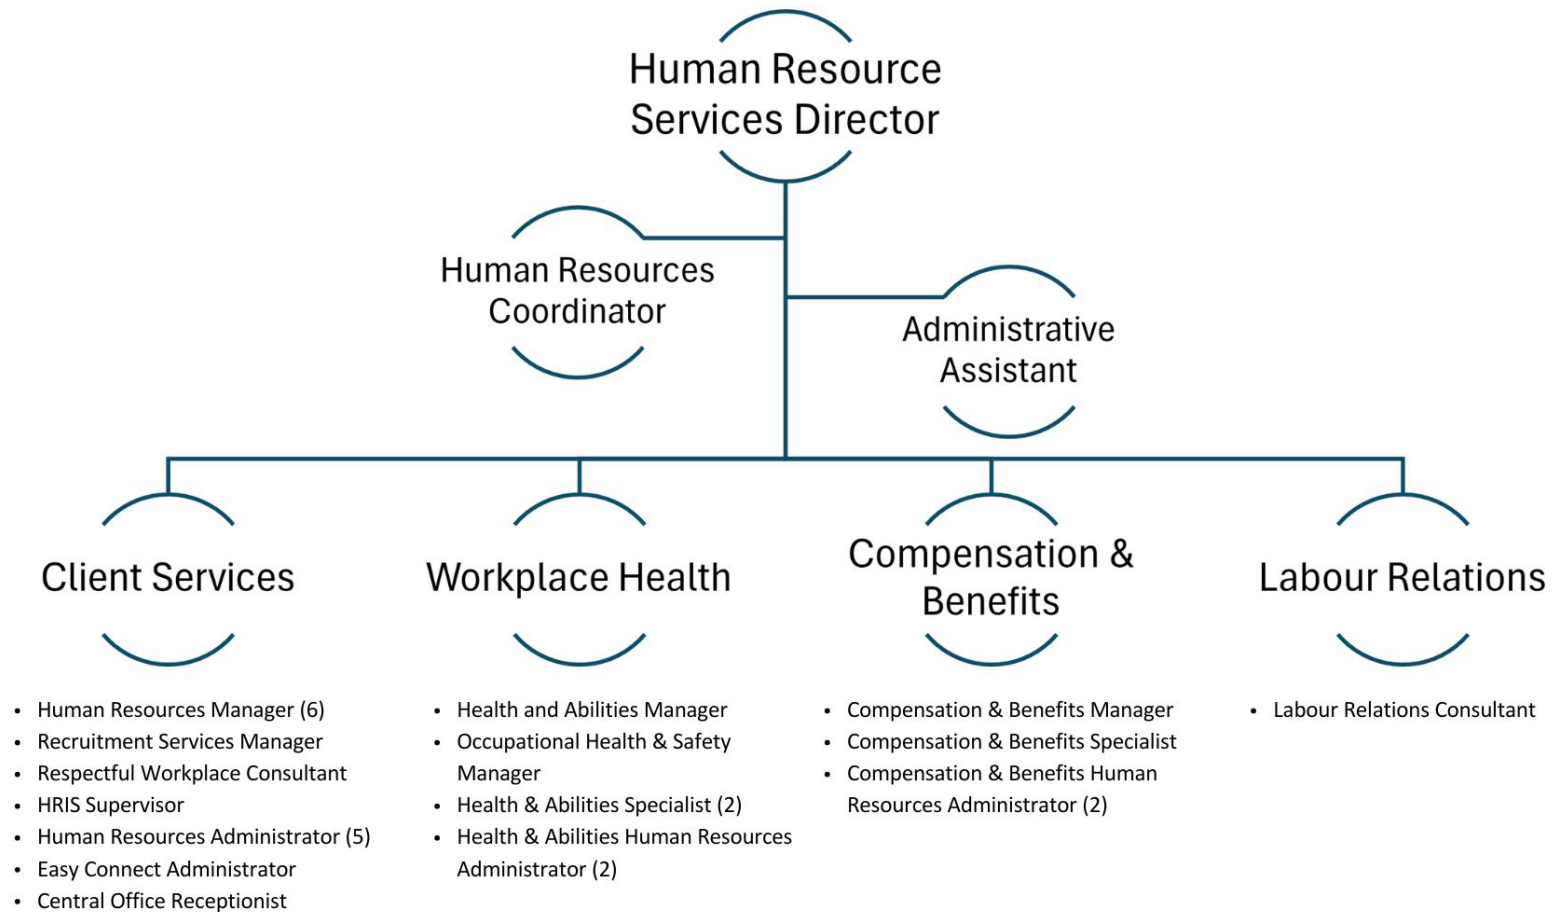 Human Resource
Services Director
Human Resources
Coordinator
Administrative
Assistant
Client Services
Workplace Health
Compensation &
Benefits
Labour Relations
• Human Resources Manager (6)
• Recruitment Services Manager
• Respectful Workplace Consultant
• HRIS Supervisor
• Human Resources Administrator (5)
• Easy Connect Administrator
• Central Office Receptionist
• Health and Abilities Manager
• Occupational Health & Safety
Manager
• Health & Abilities Specialist (2)
• Health & Abilities Human Resources
Administrator (2)
• Compensation & Benefits Manager
• Compensation & Benefits Specialist
• Compensation & Benefits Human
Resources Administrator (2)
• Labour Relations Consultant